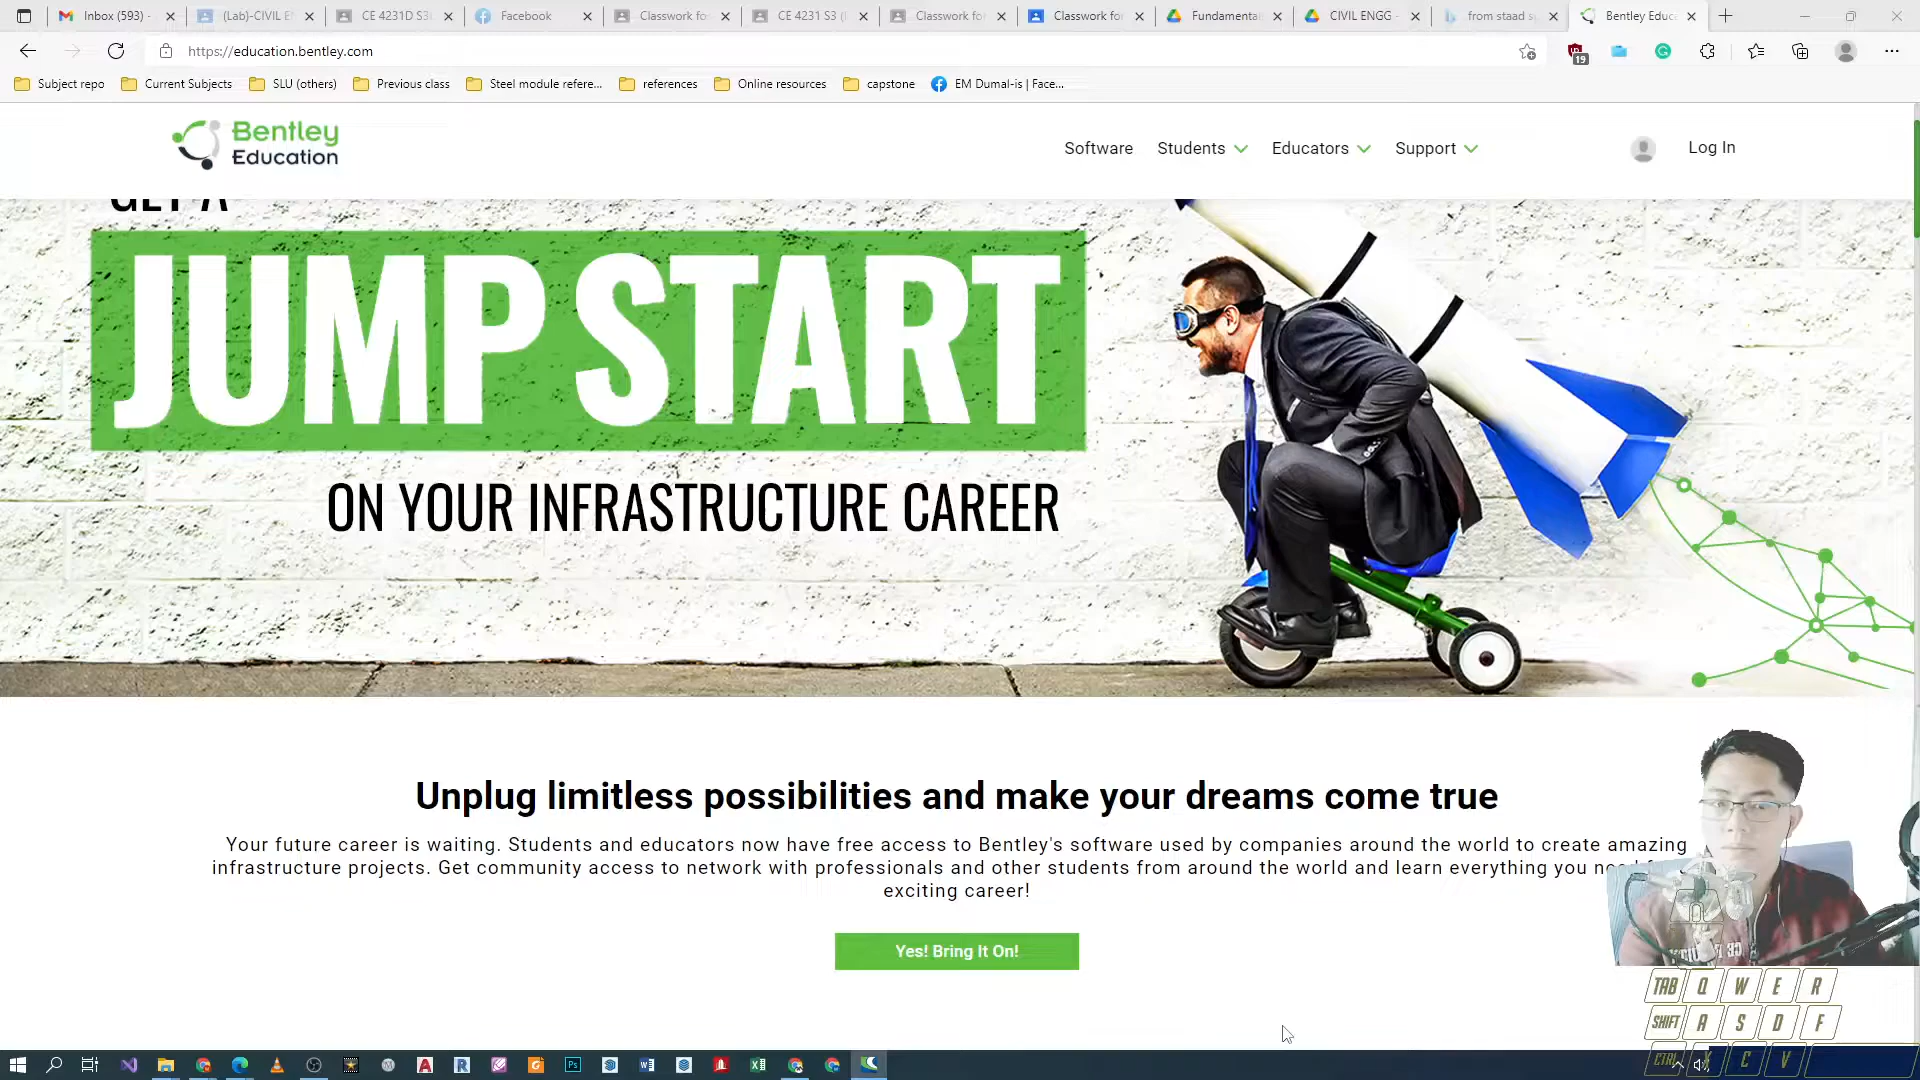 Inbox (593) -
(Lab)-CIVIL E
CE 4231D S3
Facebook
Classwork fo
CE 4231 S3 (
Classwork fo
Classwork fo
Fundamenta
CIVIL ENGG -
from staad s
Bentley Educ
https://education.bentley.com
19
Subject repo
Current Subjects
SLU (others)
Previous class
Steel module refere...
references
Online resources
capstone
EM Dumal-is | Face...
Bentley
Education
Software
Students
Educators
Support
Log In
GET A
JUMP START
ON YOUR INFRASTRUCTURE CAREER
Unplug limitless possibilities and make your dreams come true
Your future career is waiting. Students and educators now have free access to Bentley's software used by companies around the world to create amazing
infrastructure projects. Get community access to network with professionals and other students from around the world and learn everything you
exciting career!
Yes! Bring It On!
TAB Q W E R
SHIFT A S D F
CTRL X C V